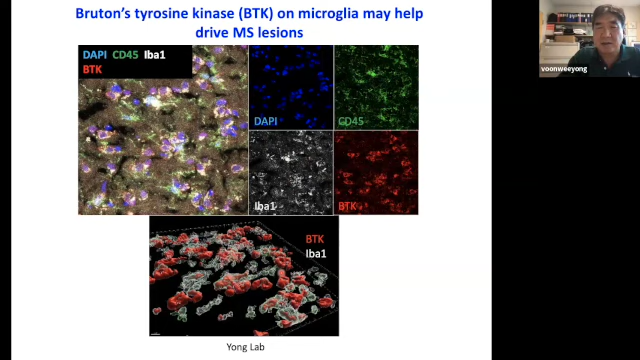 Bruton's tyrosine kinase (BTK) on microglia may help
drive MS lesions
DAPI CD45 Iba1
BTK
DAPI
CD45
Iba1
BTK
BTK
Iba1
Yong Lab
voonweeyong